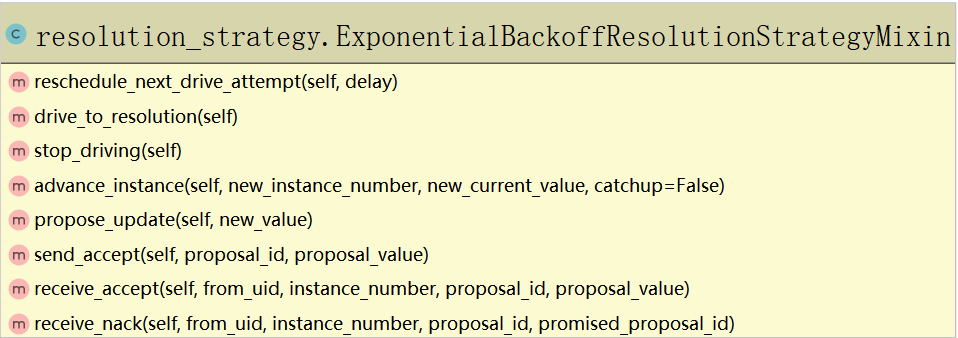 C resolution_strategy.ExponentialBackoffResolutionStrategyMixin
m reschedule_next_drive_attempt(self, delay)
m drive_to_resolution(self)
m stop_driving(self)
m advance_instance(self, new_instance_number, new_current_value, catchup=False)
m propose_update(self, new_value)
m send_accept(self, proposal_id, proposal_value)
m receive_accept(self, from_uid, instance_number, proposal_id, proposal_value)
m receive_nack(self, from_uid, instance_number, proposal_id, promised_proposal_id)